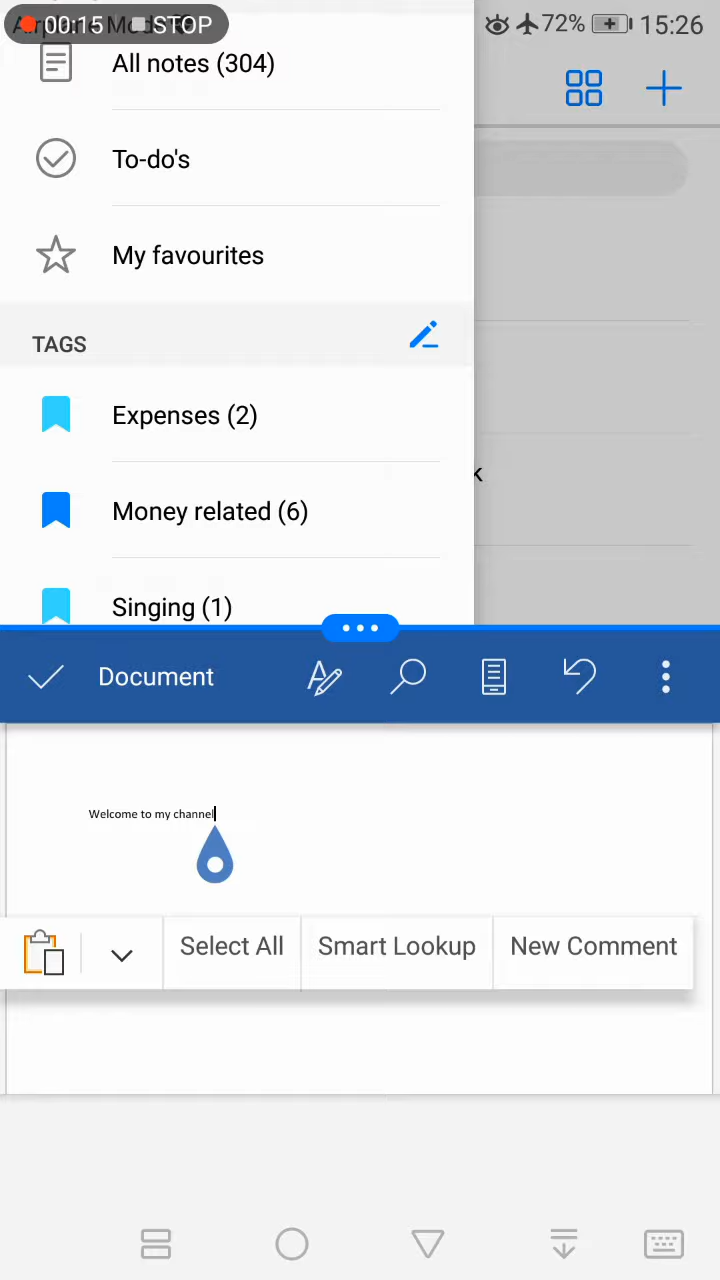 00:15 STOP
72% 15:26
All notes (304)
To-do's
My favourites
TAGS
Expenses (2)
Money related (6)
k
Singing (1)
Document
Welcome to my channel
Select All Smart Lookup New Comment